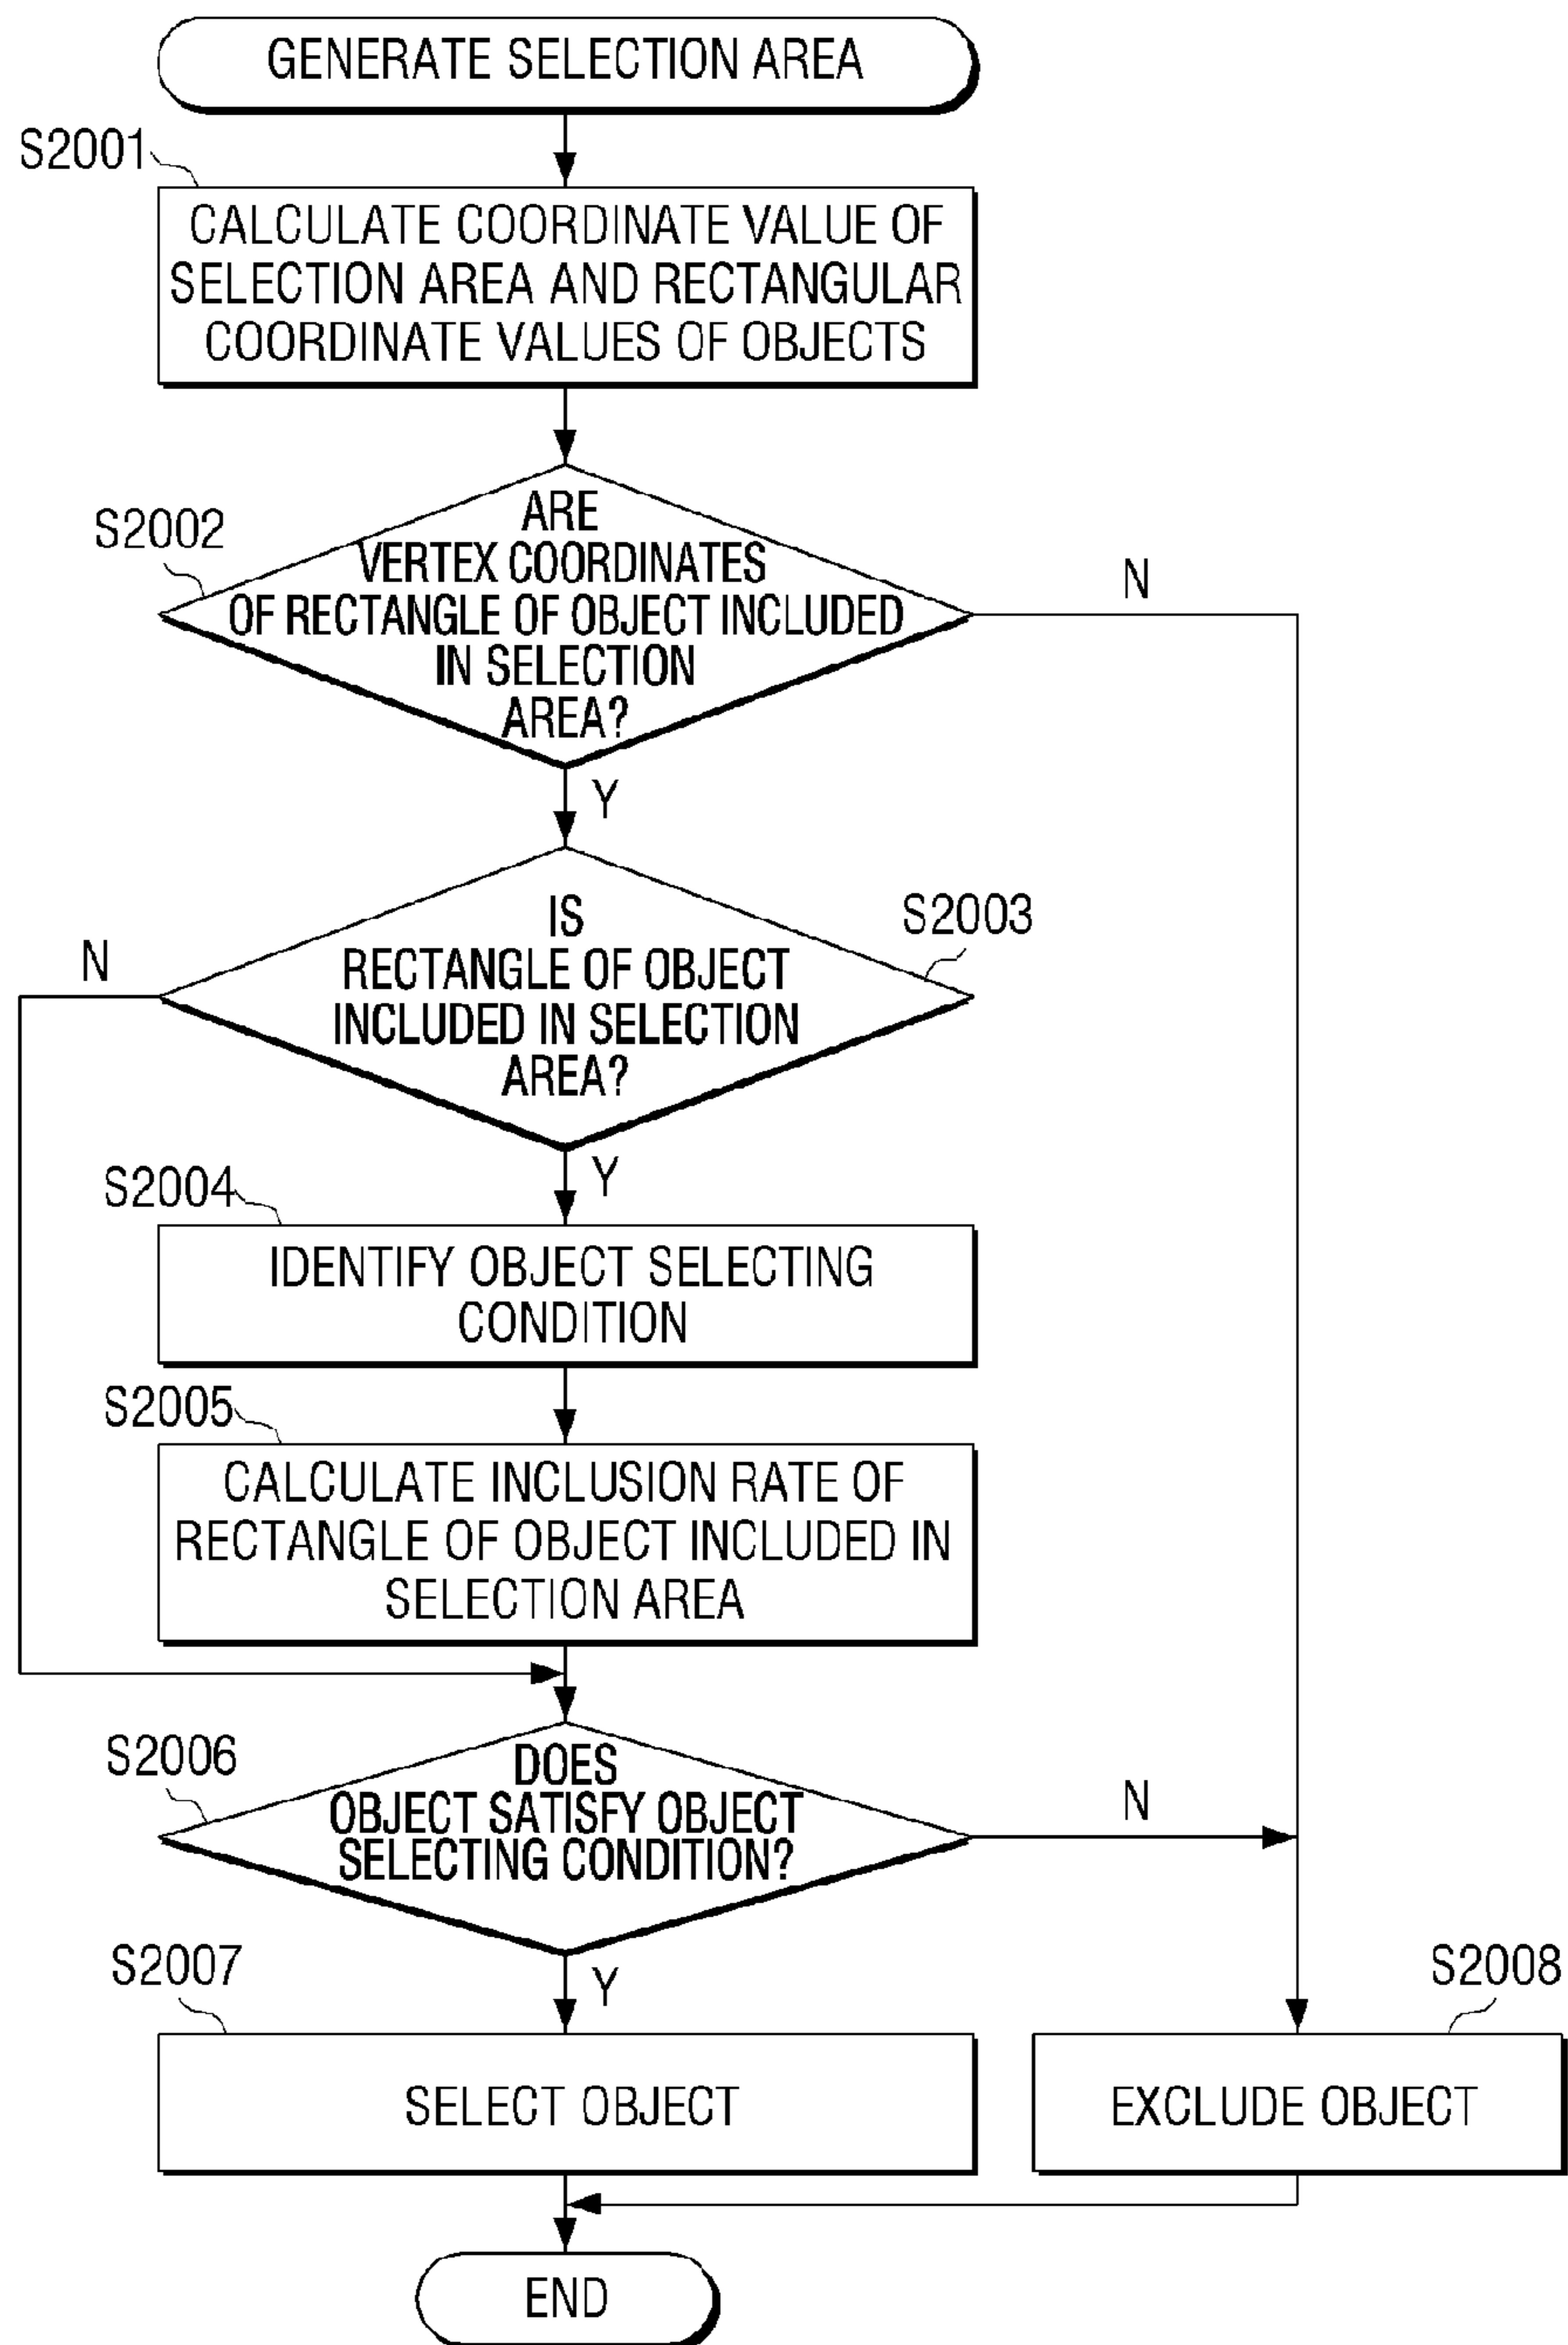 GENERATE SELECTION AREA
S2001
CALCULATE COORDINATE VALUE OF
SELECTION AREA AND RECTANGULAR
COORDINATE VALUES OF OBJECTS
S2002
ARE
VERTEX COORDINATES
OF RECTANGLE OF OBJECT INCLUDED
IN SELECTION
AREA?
N
Y
S2003
IS
RECTANGLE OF OBJECT
INCLUDED IN SELECTION
AREA?
N
Y
S2004
IDENTIFY OBJECT SELECTING
CONDITION
S2005
CALCULATE INCLUSION RATE OF
RECTANGLE OF OBJECT INCLUDED IN
SELECTION AREA
S2006
DOES
OBJECT SATISFY OBJECT
SELECTING CONDITION?
N
Y
S2007
SELECT OBJECT
S2008
EXCLUDE OBJECT
END